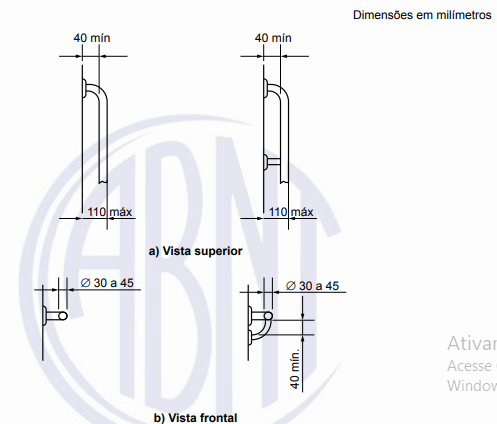 Dimensões em milímetros
40 mín
40 mín
110 máx
110 máx
a) Vista superior
∅ 30 a 45
∅ 30 a 45
40 mín.
b) Vista frontal
ABNT
Ativar
Acesse
Window